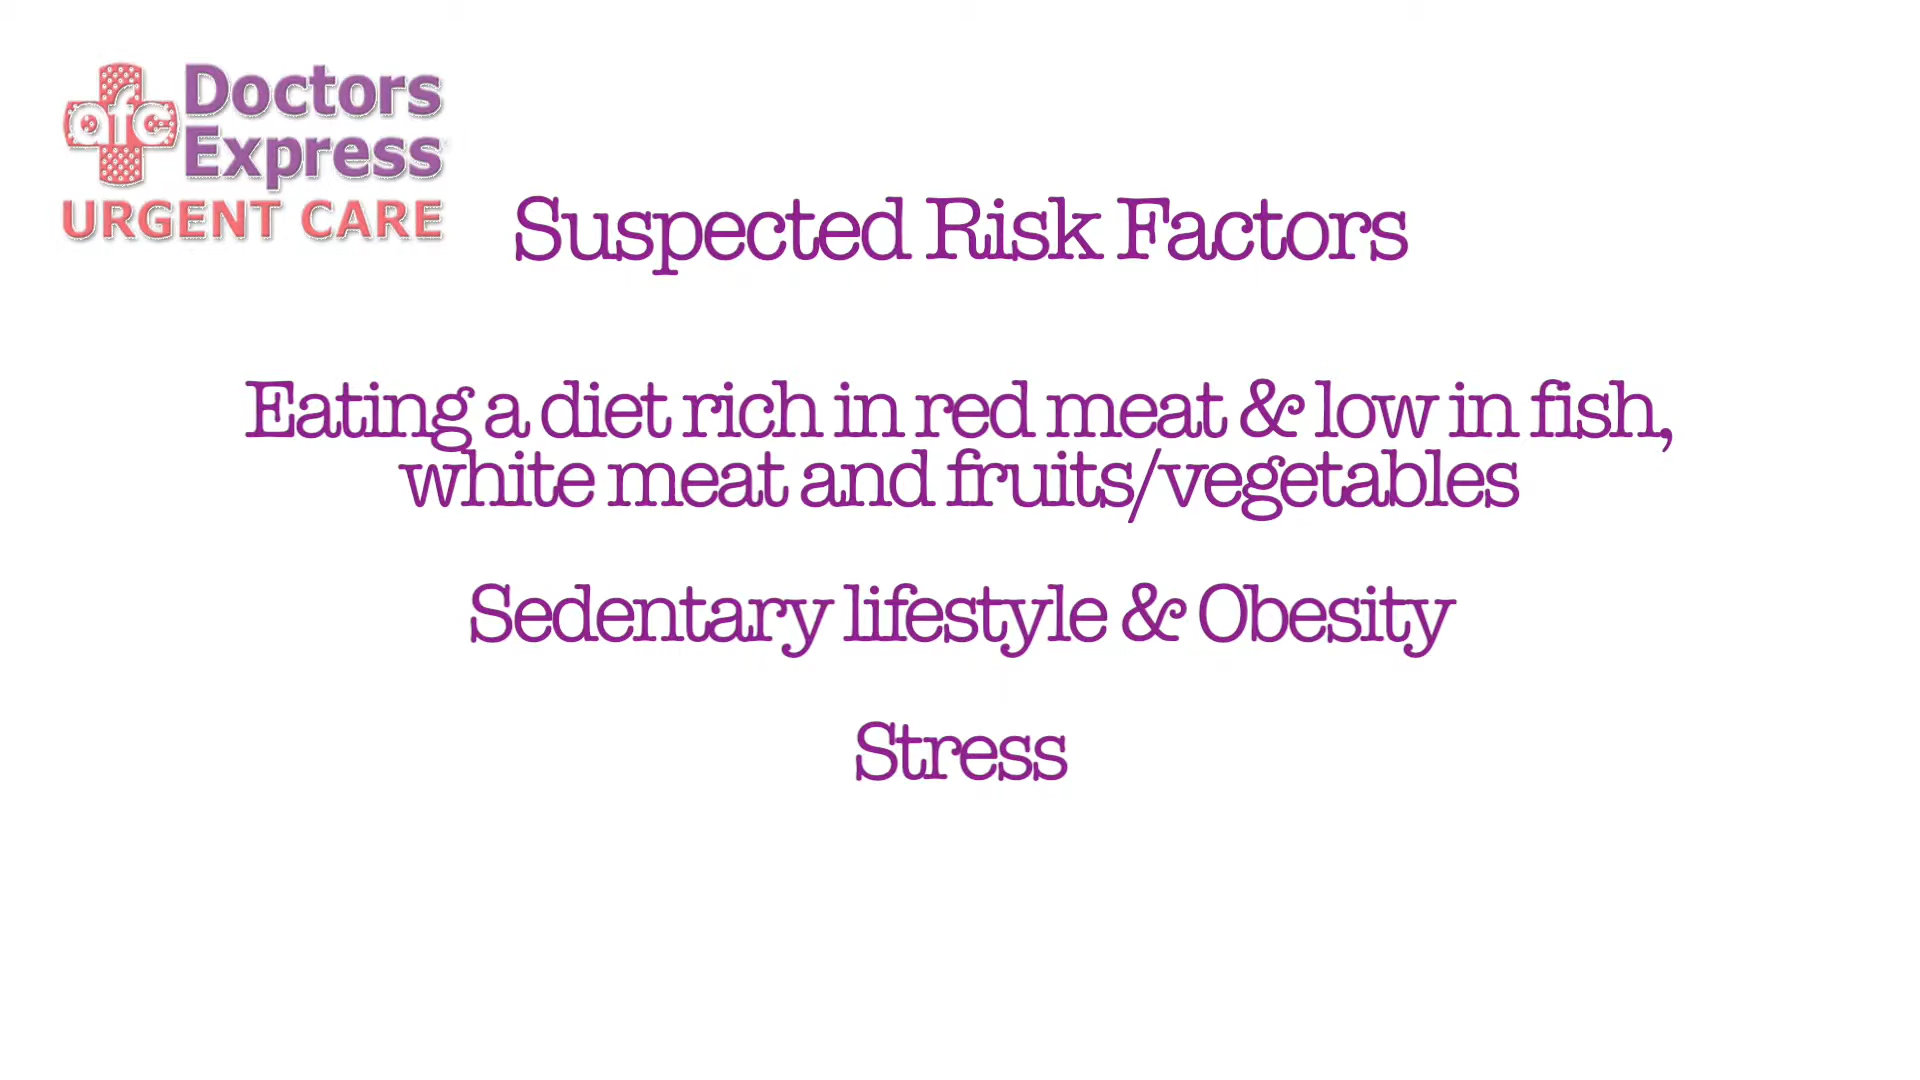 afc Doctors
Express
URGENT CARE
Suspected Risk Factors
Eating a diet rich in red meat & low in fish,
white meat and fruits/vegetables
Sedentary lifestyle & Obesity
Stress